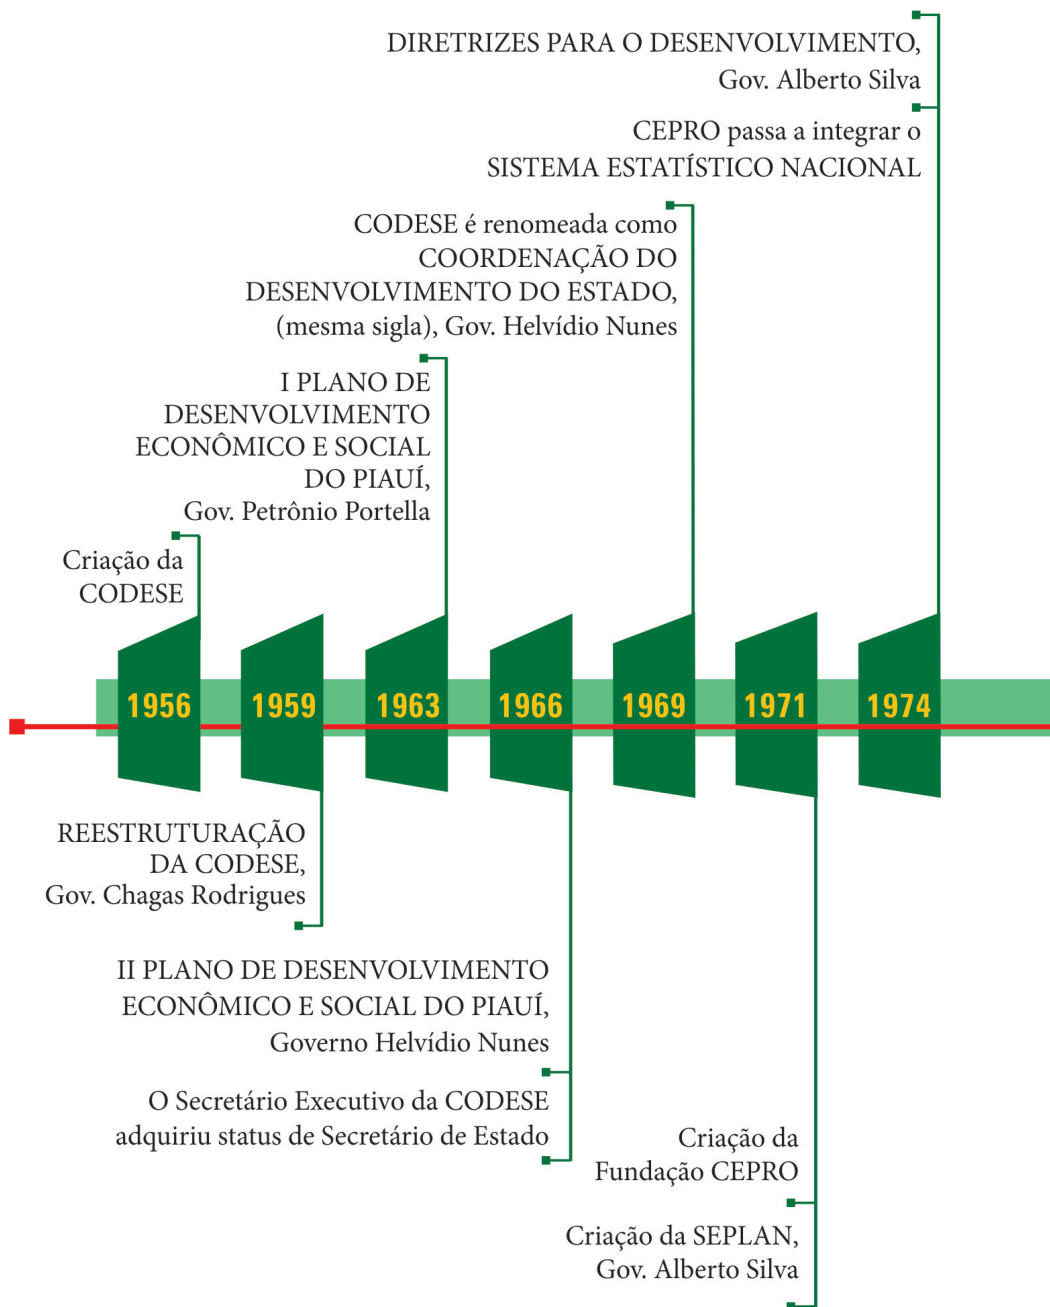 DIRETRIZES PARA O DESENVOLVIMENTO,
Gov. Alberto Silva
CEPRO passa a integrar o
SISTEMA ESTATÍSTICO NACIONAL
CODESE é renomeada como
COORDENAÇÃO DO
DESENVOLVIMENTO DO ESTADO,
(mesma sigla), Gov. Helvídio Nunes
I PLANO DE
DESENVOLVIMENTO
ECONÔMICO E SOCIAL
DO PIAUÍ,
Gov. Petrônio Portella
Criação da
CODESE
1956
1959
1963
1966
1969
1971
1974
REESTRUTURAÇÃO
DA CODESE,
Gov. Chagas Rodrigues
II PLANO DE DESENVOLVIMENTO
ECONÔMICO E SOCIAL DO PIAUÍ,
Governo Helvídio Nunes
O Secretário Executivo da CODESE
adquiriu status de Secretário de Estado
Criação da
Fundação CEPRO
Criação da SEPLAN,
Gov. Alberto Silva